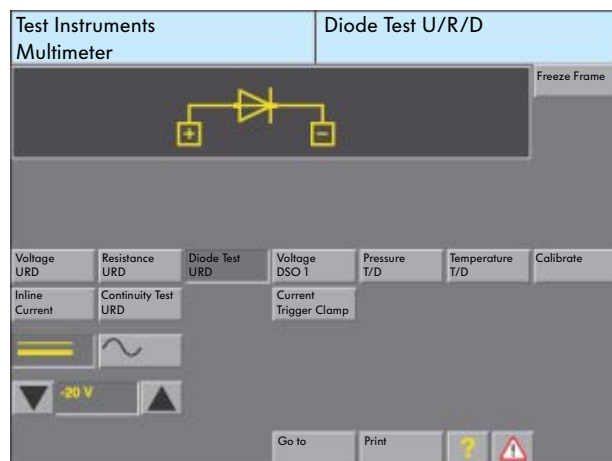 Test Instruments
Multimeter
Diode Test U/R/D
Freeze Frame
+
-
Voltage
URD
Resistance
URD
Diode Test
URD
Voltage
DSO 1
Pressure
T/D
Temperature
T/D
Calibrate
Inline
Current
Continuity Test
URD
Current
Trigger Clamp
-20 V
Go to
Print
?
!